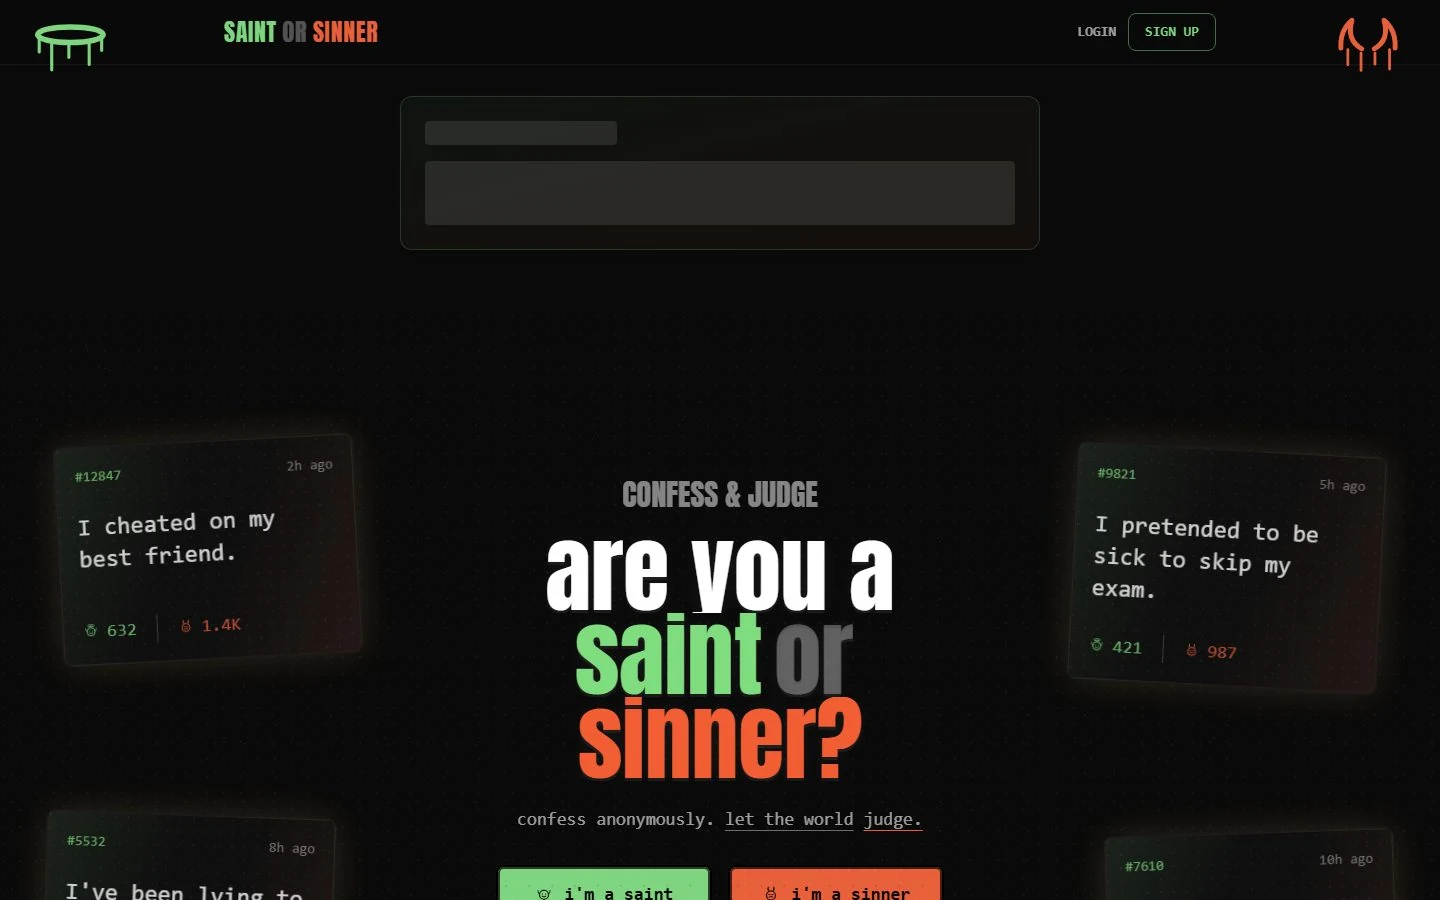 SAINT OR SINNER
LOGIN
SIGN UP
#12847
2h ago
I cheated on my
best friend.
632
1.4K
#9821
5h ago
I pretended to be
sick to skip my
exam.
421
987
CONFESS & JUDGE
are you a
saint or
sinner?
confess anonymously. let the world judge.
#5532
8h ago
I've been lying to
#7610
10h ago
i'm a saint
i'm a sinner